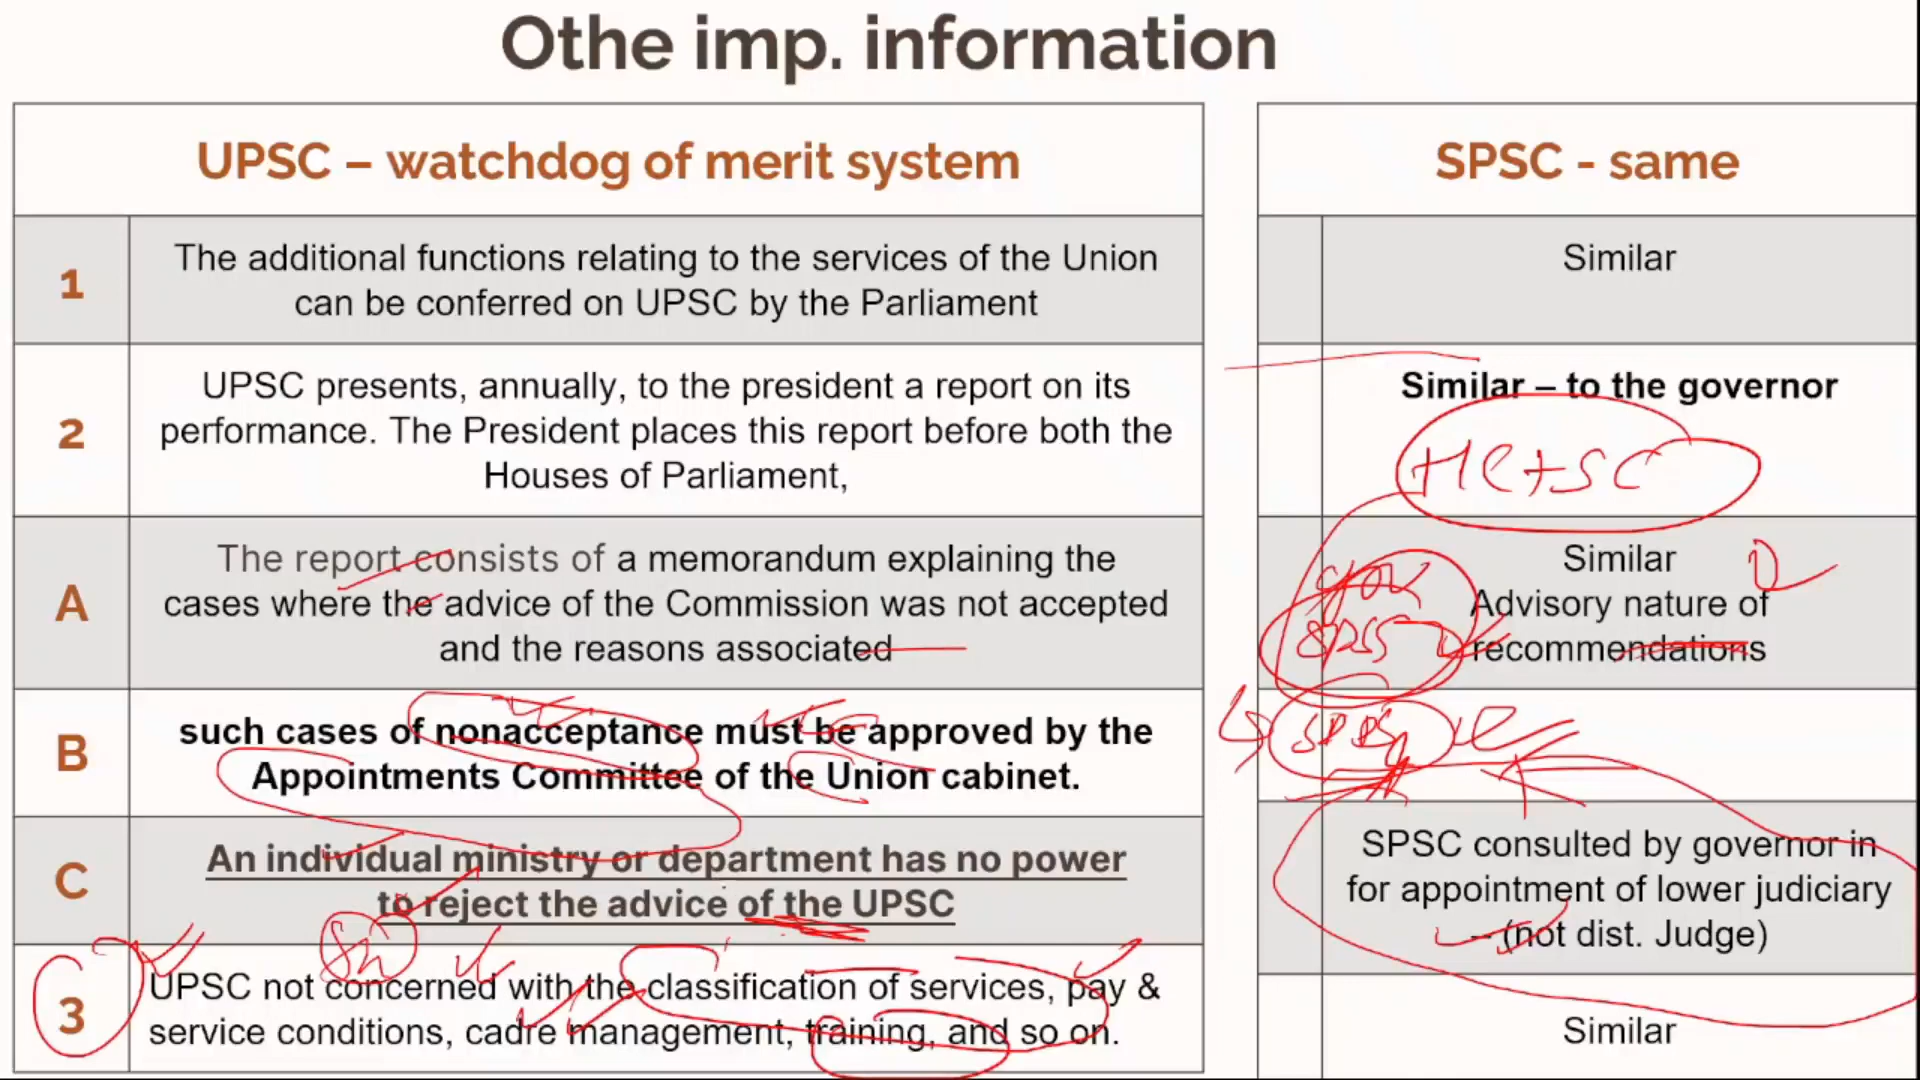 Othe imp. information
UPSC – watchdog of merit system
1
The additional functions relating to the services of the Union
can be conferred on UPSC by the Parliament
2
UPSC presents, annually, to the president a report on its
performance. The President places this report before both the
Houses of Parliament,
A
The report consists of a memorandum explaining the
cases where the advice of the Commission was not accepted
and the reasons associated
B
such cases of nonacceptance must be approved by the
Appointments Committee of the Union cabinet.
C
An individual ministry or department has no power
to reject the advice of the UPSC
3
UPSC not concerned with the classification of services, pay &
service conditions, cadre management, training, and so on.
SPSC - same
Similar
Similar – to the governor
HC+SC
Similar
Advisory nature of
recommendations
SPSC consulted by governor in
for appointment of lower judiciary
– (not dist. Judge)
Similar